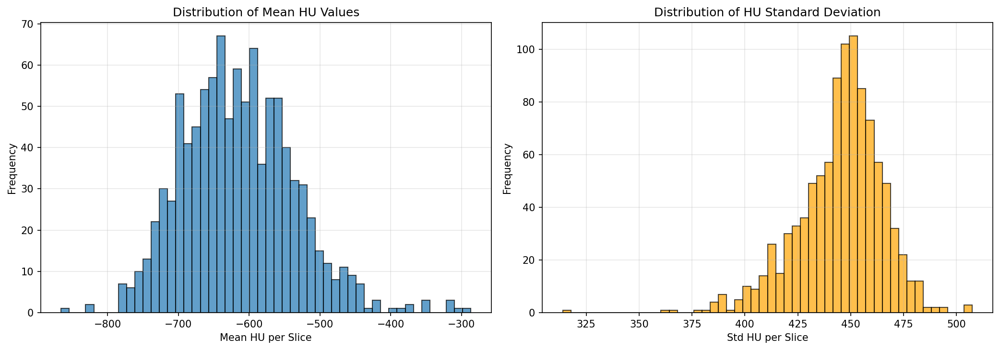 Distribution of Mean HU Values
70
60
50
40
30
20
10
0
Frequency
−800 −700 −600 −500 −400 −300
Mean HU per Slice
Distribution of HU Standard Deviation
100
80
60
40
20
0
Frequency
325 350 375 400 425 450 475 500
Std HU per Slice